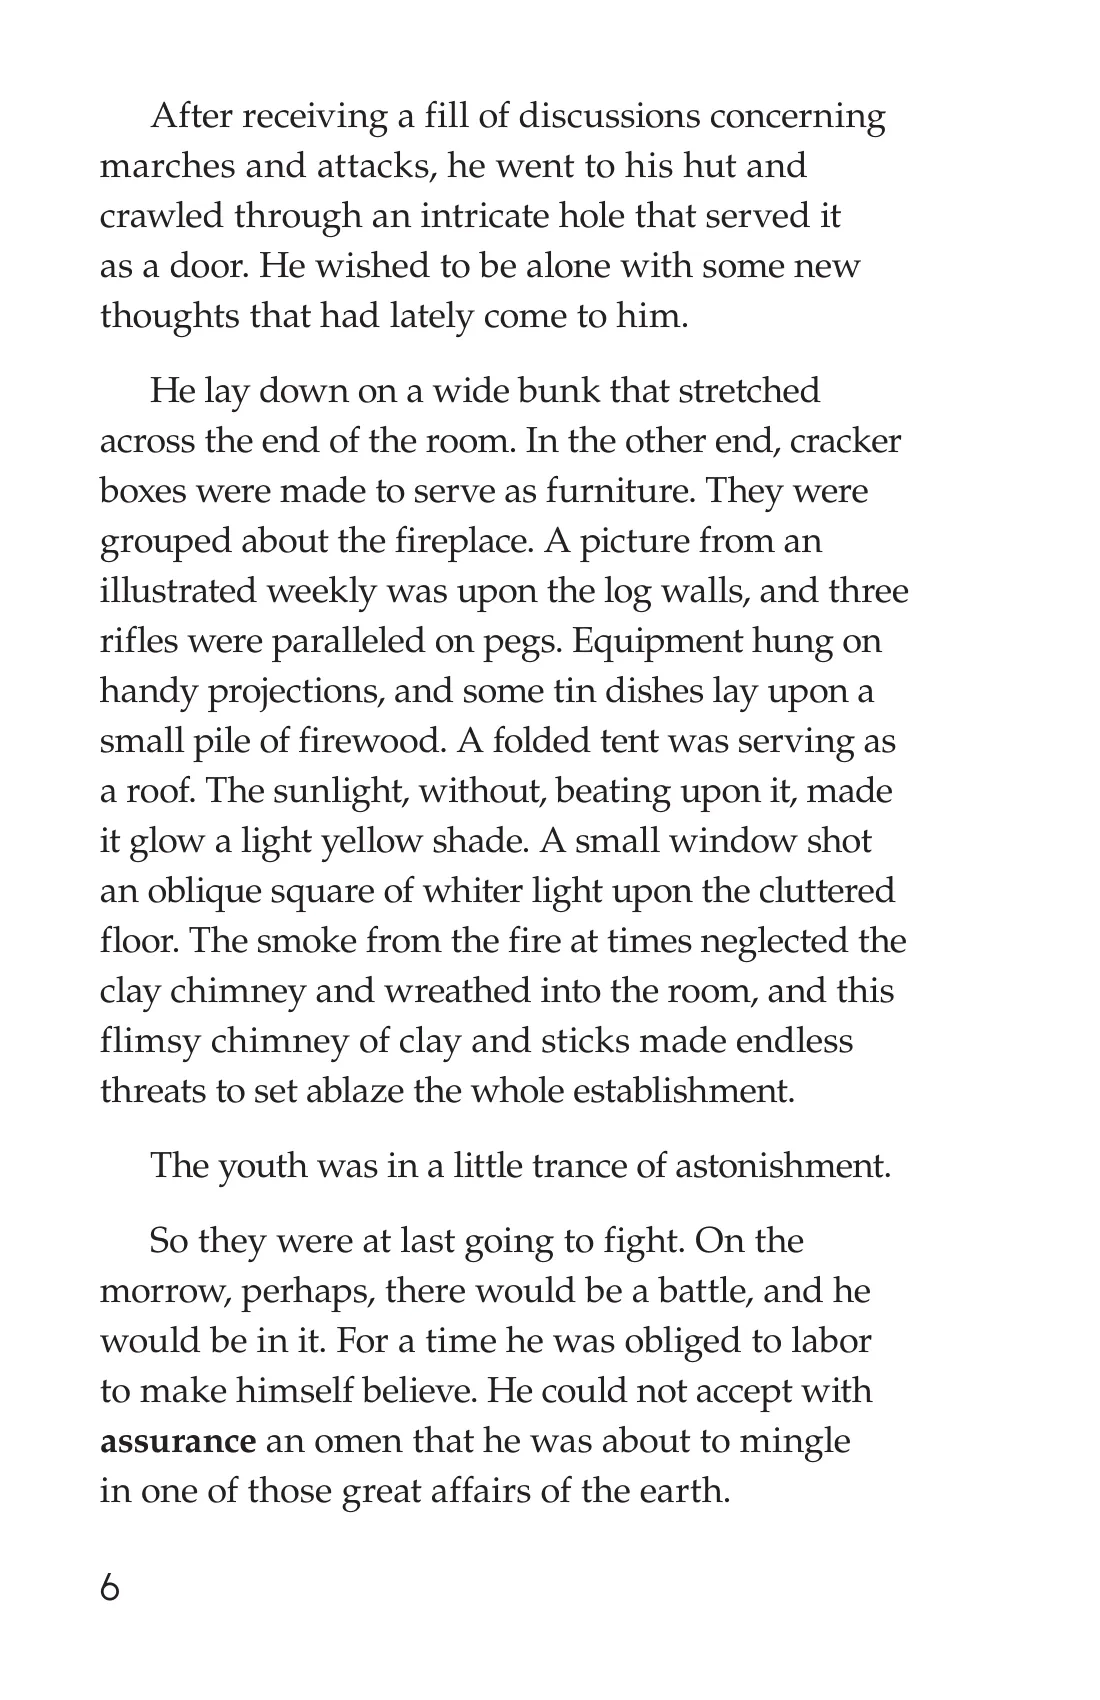 After receiving a fill of discussions concerning
marches and attacks, he went to his hut and
crawled through an intricate hole that served it
as a door. He wished to be alone with some new
thoughts that had lately come to him.
He lay down on a wide bunk that stretched
across the end of the room. In the other end, cracker
boxes were made to serve as furniture. They were
grouped about the fireplace. A picture from an
illustrated weekly was upon the log walls, and three
rifles were paralleled on pegs. Equipment hung on
handy projections, and some tin dishes lay upon a
small pile of firewood. A folded tent was serving as
a roof. The sunlight, without, beating upon it, made
it glow a light yellow shade. A small window shot
an oblique square of whiter light upon the cluttered
floor. The smoke from the fire at times neglected the
clay chimney and wreathed into the room, and this
flimsy chimney of clay and sticks made endless
threats to set ablaze the whole establishment.
The youth was in a little trance of astonishment.
So they were at last going to fight. On the
morrow, perhaps, there would be a battle, and he
would be in it. For a time he was obliged to labor
to make himself believe. He could not accept with
assurance an omen that he was about to mingle
in one of those great affairs of the earth.
6